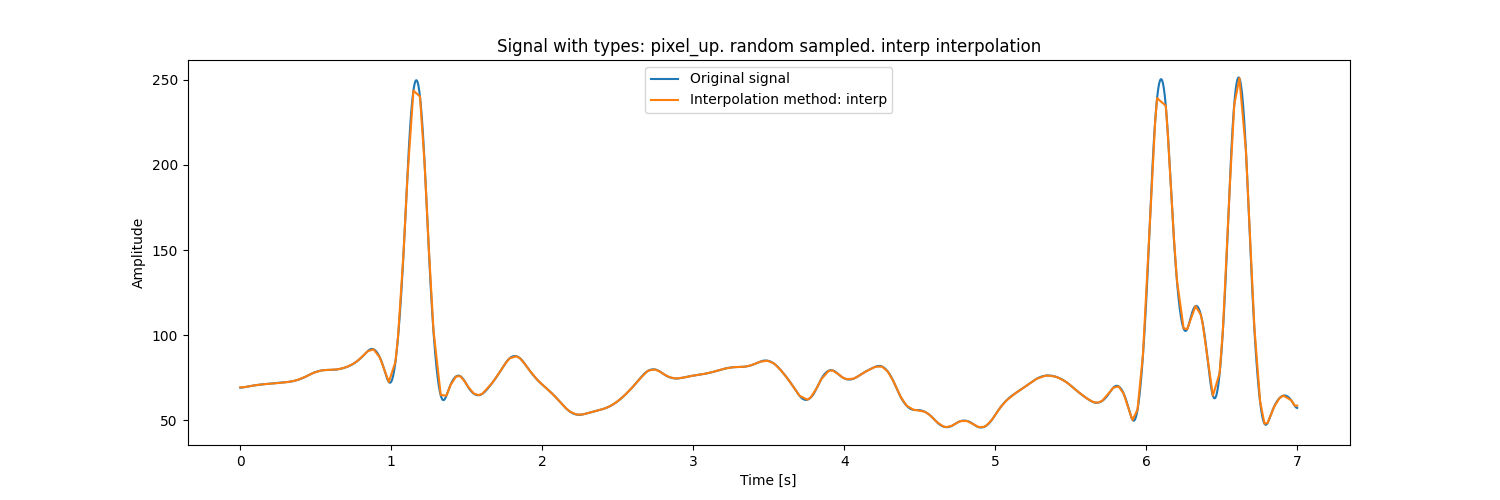 Signal with types: pixel_up. random sampled. interp interpolation
Original signal
Interpolation method: interp
Amplitude
250
200
150
100
50
0 1 2 3 4 5 6 7
Time [s]